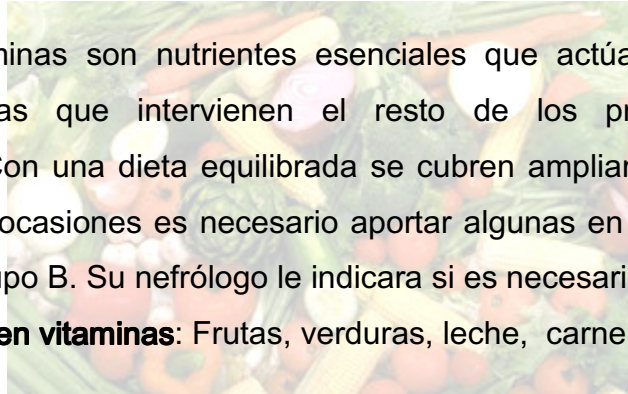 minas son nutrientes esenciales que actúa
as que intervienen el resto de los pr
Con una dieta equilibrada se cubren ampliar
ocasiones es necesario aportar algunas en
upo B. Su nefrólogo le indicara si es necesari
en vitaminas: Frutas, verduras, leche, carne